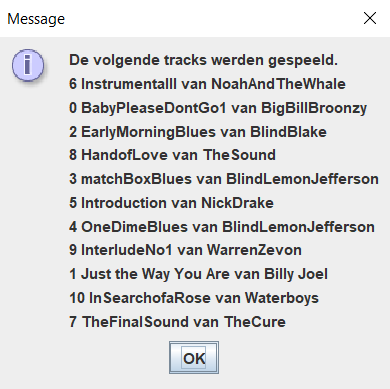 Message
De volgende tracks werden gespeeld.
6 InstrumentalII van NoahAndTheWhale
0 BabyPleaseDontGo1 van BigBillBroonzy
2 EarlyMorningBlues van BlindBlake
8 HandofLove van TheSound
3 matchBoxBlues van BlindLemonJefferson
5 Introduction van NickDrake
4 OneDimeBlues van BlindLemonJefferson
9 InterludeNo1 van WarrenZevon
1 Just the Way You Are van Billy Joel
10 InSearchofaRose van Waterboys
7 TheFinalSound van TheCure
OK